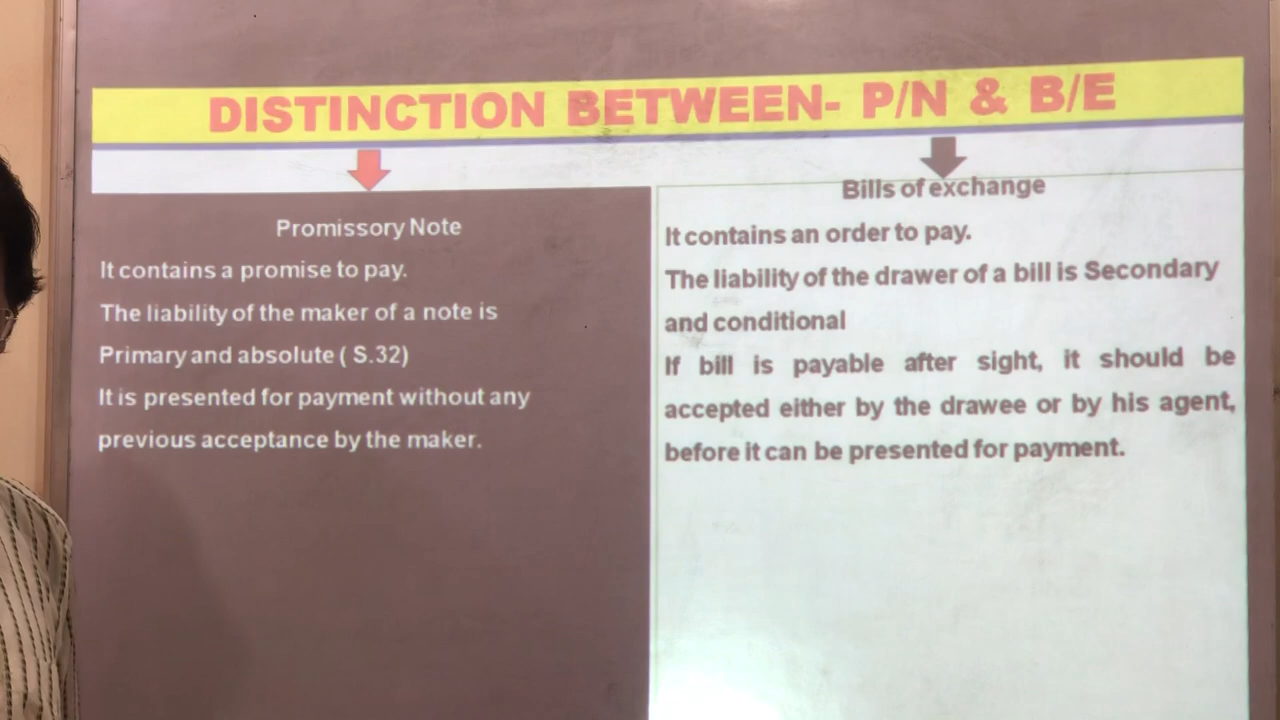 DISTINCTION BETWEEN- P/N & B/E
Promissory Note
It contains a promise to pay.
The liability of the maker of a note is
Primary and absolute ( S.32)
It is presented for payment without any
previous acceptance by the maker.
Bills of exchange
It contains an order to pay.
The liability of the drawer of a bill is Secondary
and conditional
If bill is payable after sight, it should be
accepted either by the drawee or by his agent,
before it can be presented for payment.